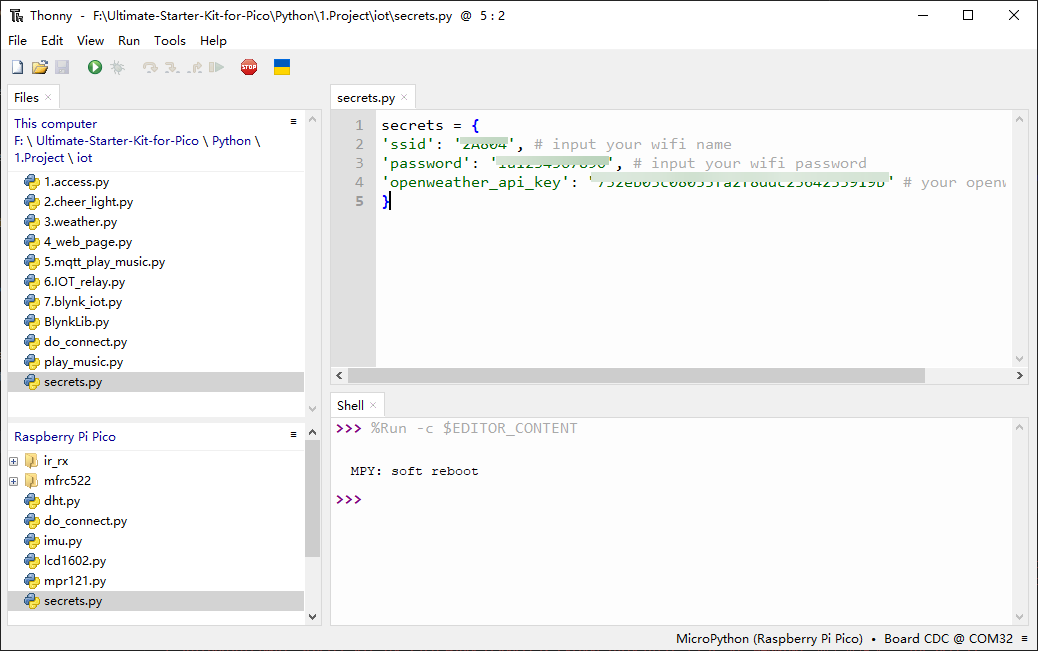 Thonny - F:\Ultimate-Starter-Kit-for-Pico\Python\1.Project\iot\secrets.py @ 5 : 2
File Edit View Run Tools Help
STOP
Files
This computer
F: \ Ultimate-Starter-Kit-for-Pico \ Python \
1.Project \ iot
1.access.py
2.cheer_light.py
3.weather.py
4_web_page.py
5.mqtt_play_music.py
6.IOT_relay.py
7.blynk_iot.py
BlynkLib.py
do_connect.py
play_music.py
secrets.py
Raspberry Pi Pico
ir_rx
mfrc522
dht.py
do_connect.py
imu.py
lcd1602.py
mpr121.py
secrets.py
secrets.py
1 secrets = {
2 'ssid': '', # input your wifi name
3 'password': '', # input your wifi password
4 'openweather_api_key': '' # your openw
5 }
Shell
>>> %Run -c $EDITOR_CONTENT
MPY: soft reboot
>>>
MicroPython (Raspberry Pi Pico) • Board CDC @ COM32